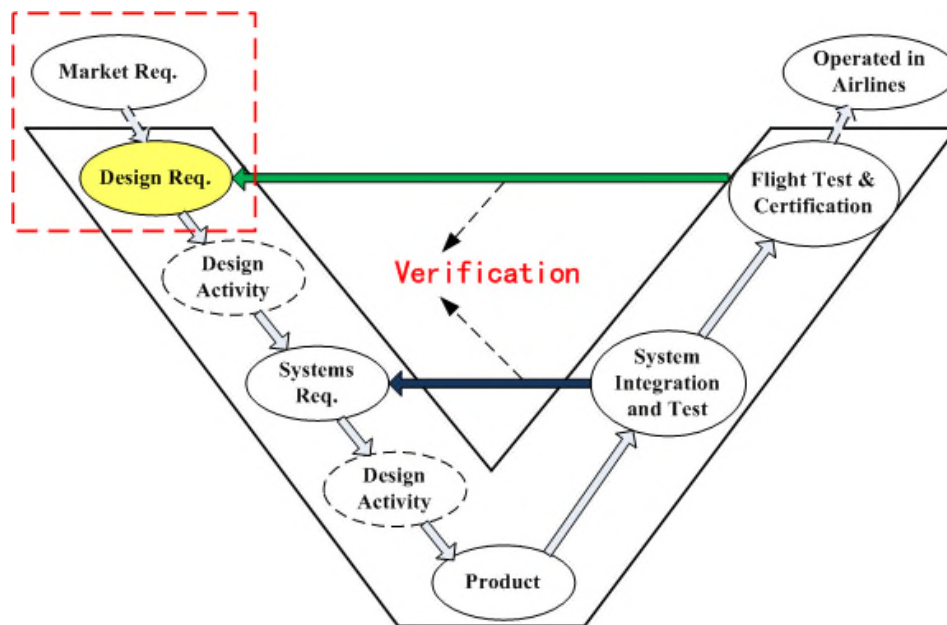 Market Req.
Operated in
Airlines
Design Req.
Flight Test &
Certification
Design
Activity
Verification
Systems
Req.
System
Integration
and Test
Design
Activity
Product